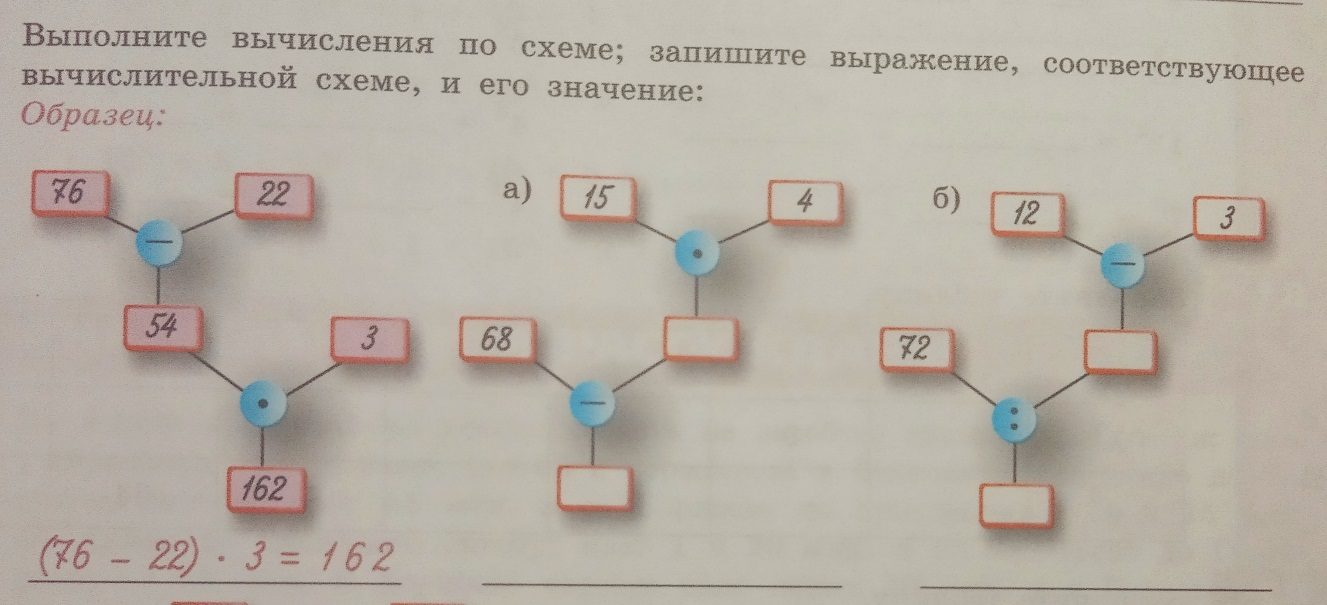 Выполните вычисления по схеме; запишите выражение, соответствующее
вычислительной схеме, и его значение:
Образец:
76 22
–
54 3
·
162
(76 – 22) · 3 = 162
а) 15 4
·
68
–
б) 12 3
–
72
: